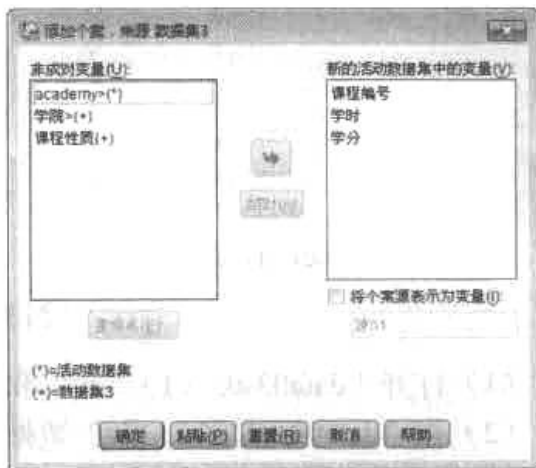 添加个案,来源 数据集3
非成对变量(U):
academy>(*)
学院>(+)
课程性质(+)
新的活动数据集中的变量(V):
课程编号
学时
学分
将个案源表示为变量(I):
(*)=活动数据集
(+)=数据集3
确定
粘贴(P)
重置(R)
取消
帮助